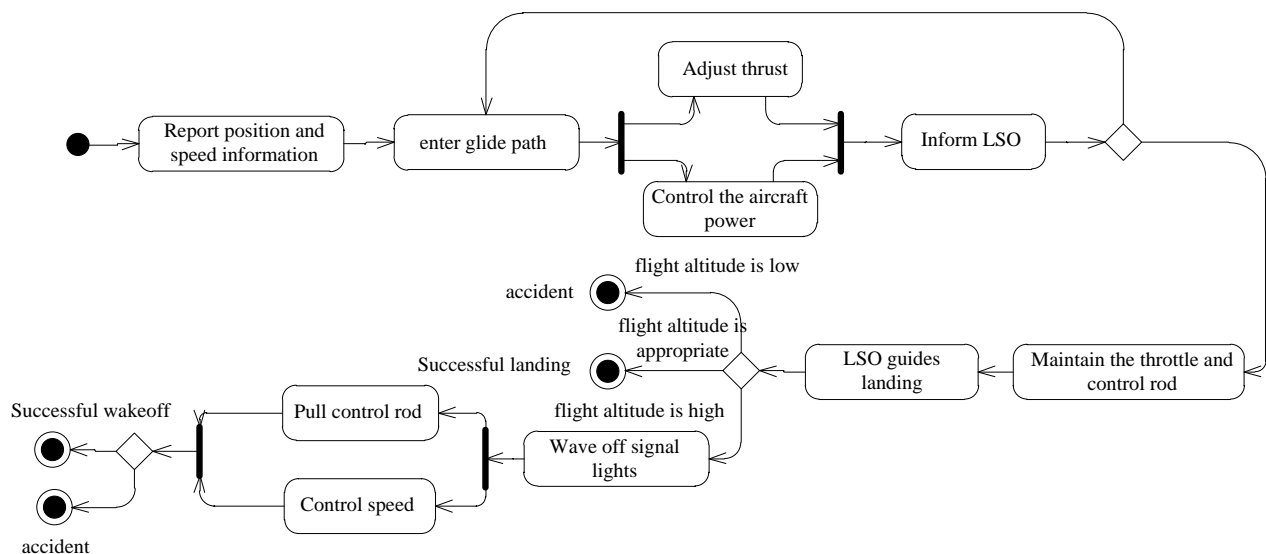 Adjust thrust
Report position and
speed information
enter glide path
Inform LSO
Control the aircraft
power
flight altitude is low
accident
flight altitude is
appropriate
Successful landing
LSO guides
landing
Maintain the throttle and
control rod
flight altitude is high
Successful wakeoff
Pull control rod
Wave off signal
lights
Control speed
accident